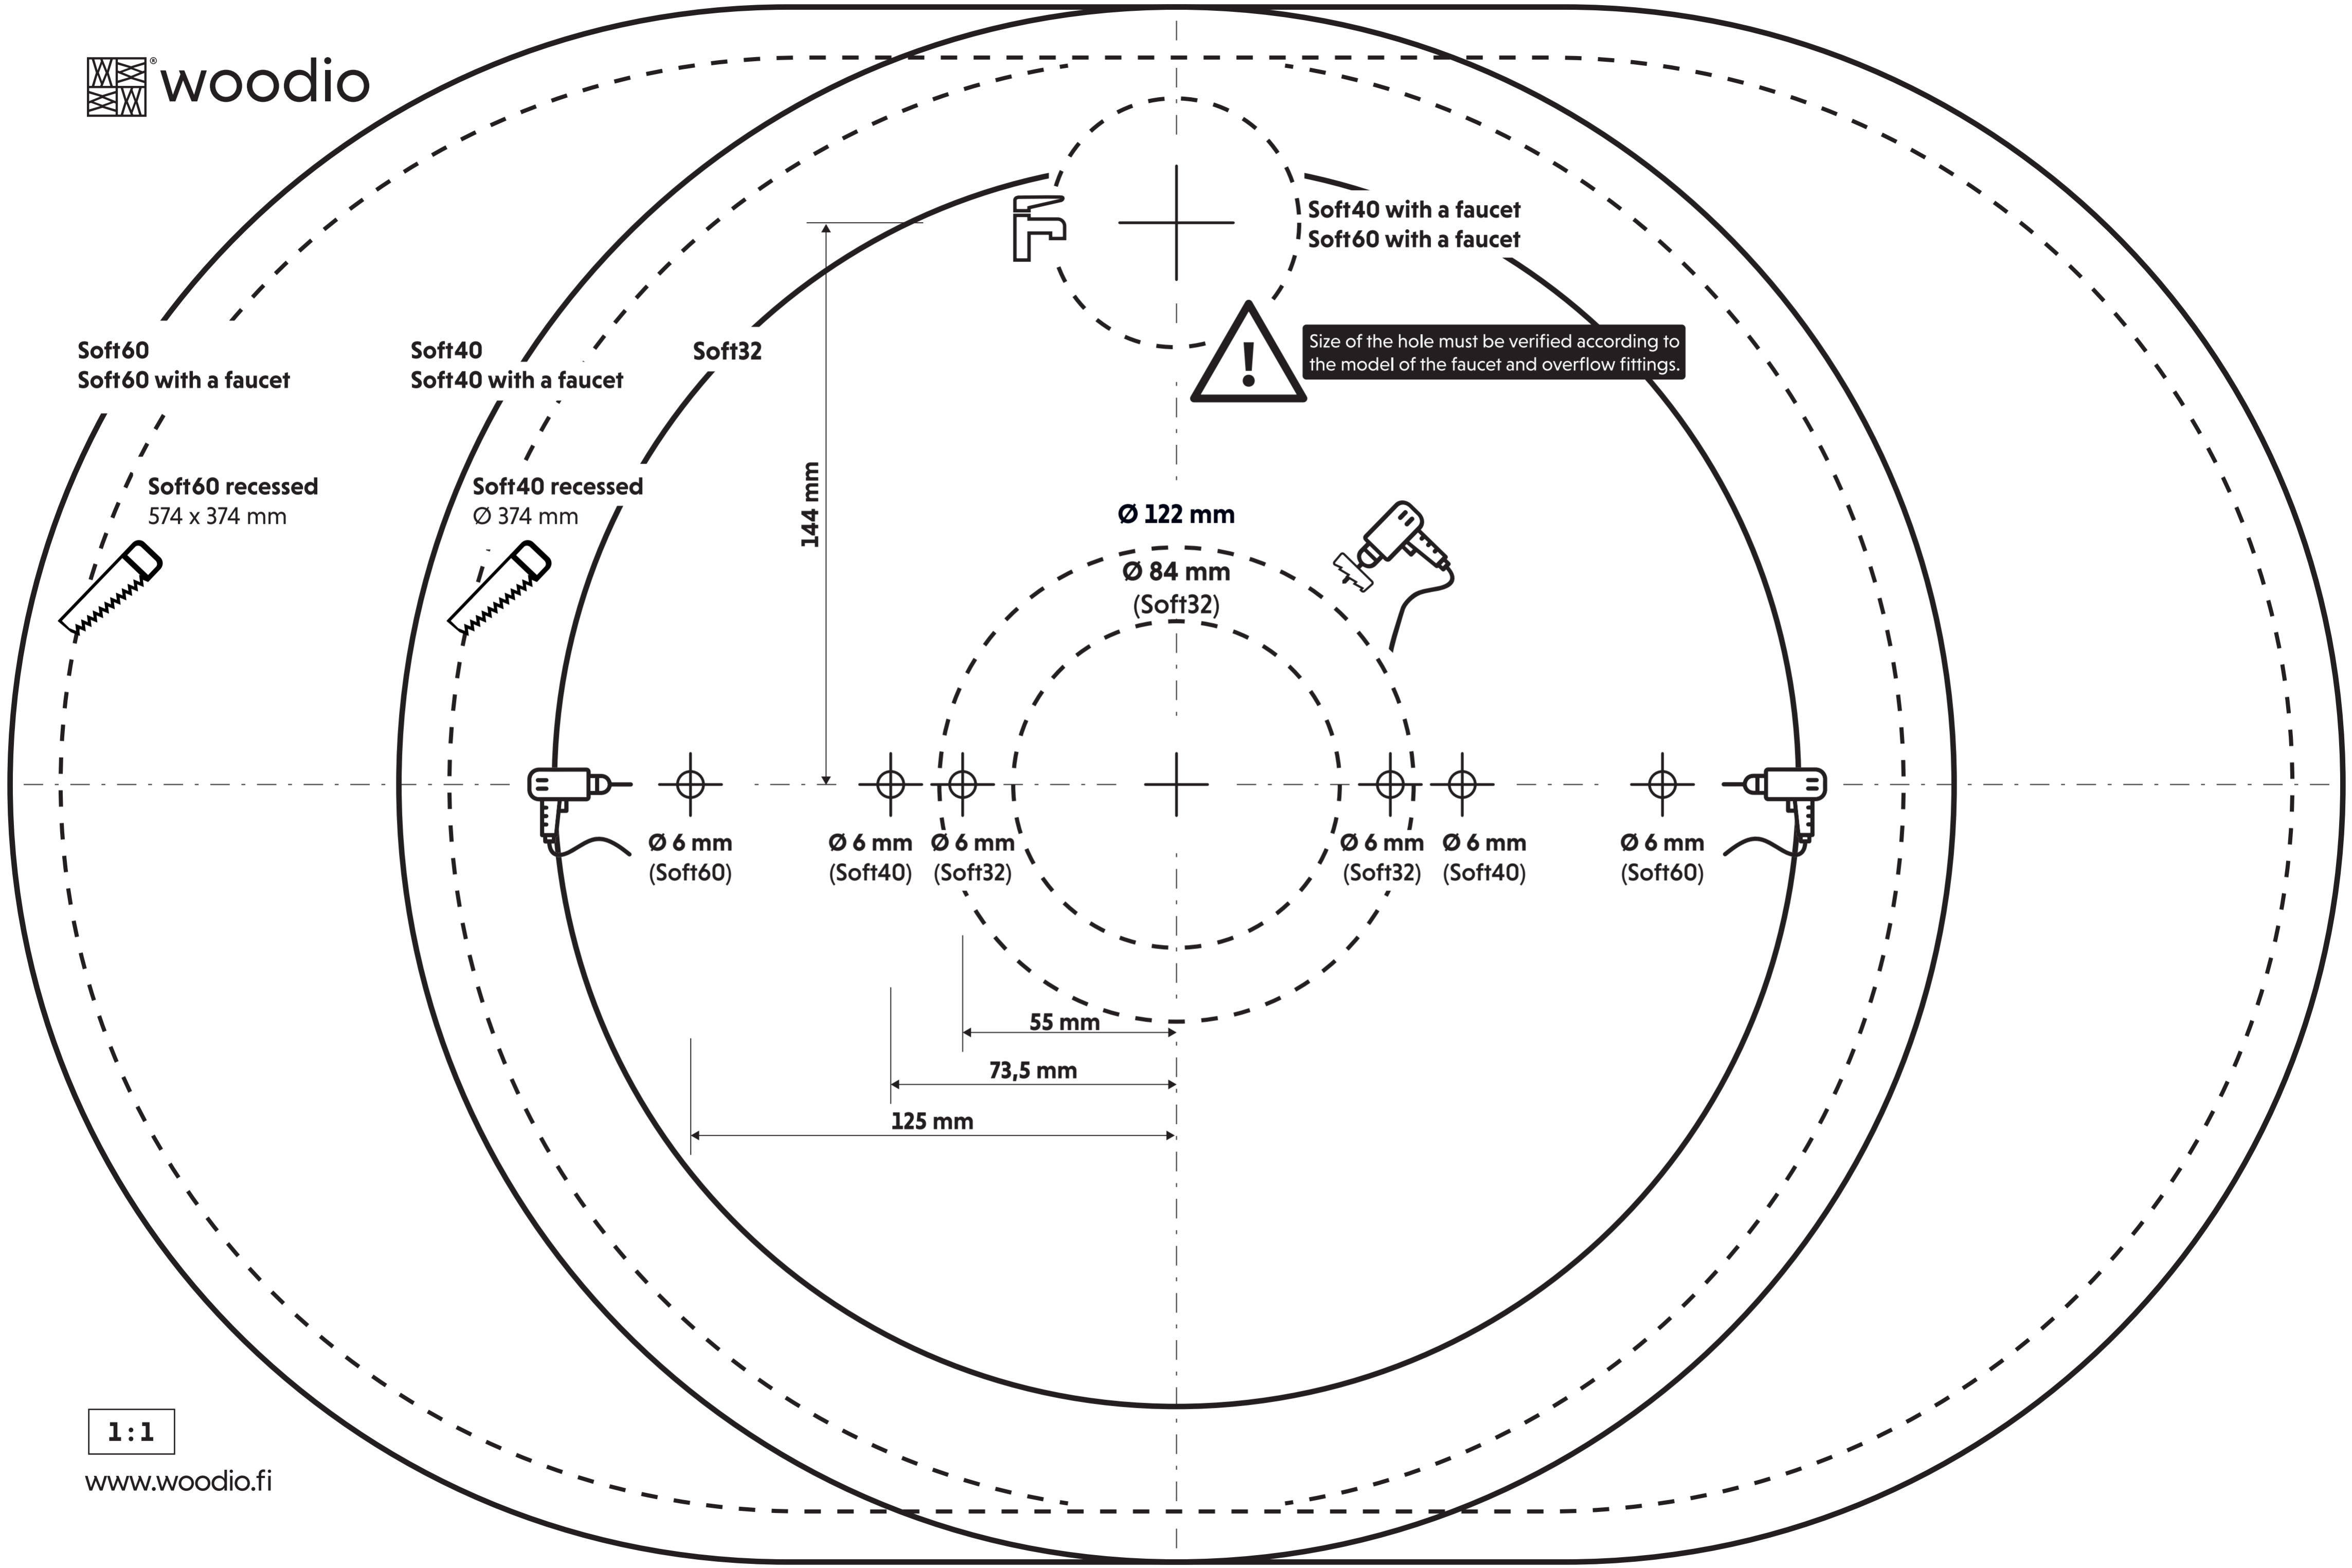 woodio®
Soft40 with a faucet
Soft60 with a faucet
Size of the hole must be verified according to
the model of the faucet and overflow fittings.
Soft60
Soft60 with a faucet
Soft40
Soft40 with a faucet
Soft32
Soft60 recessed
574 x 374 mm
Soft40 recessed
Ø 374 mm
144 mm
Ø 122 mm
Ø 84 mm
(Soft32)
Ø 6 mm
(Soft60)
Ø 6 mm
(Soft40)
Ø 6 mm
(Soft32)
Ø 6 mm
(Soft32)
Ø 6 mm
(Soft40)
Ø 6 mm
(Soft60)
55 mm
73,5 mm
125 mm
1:1
www.woodio.fi